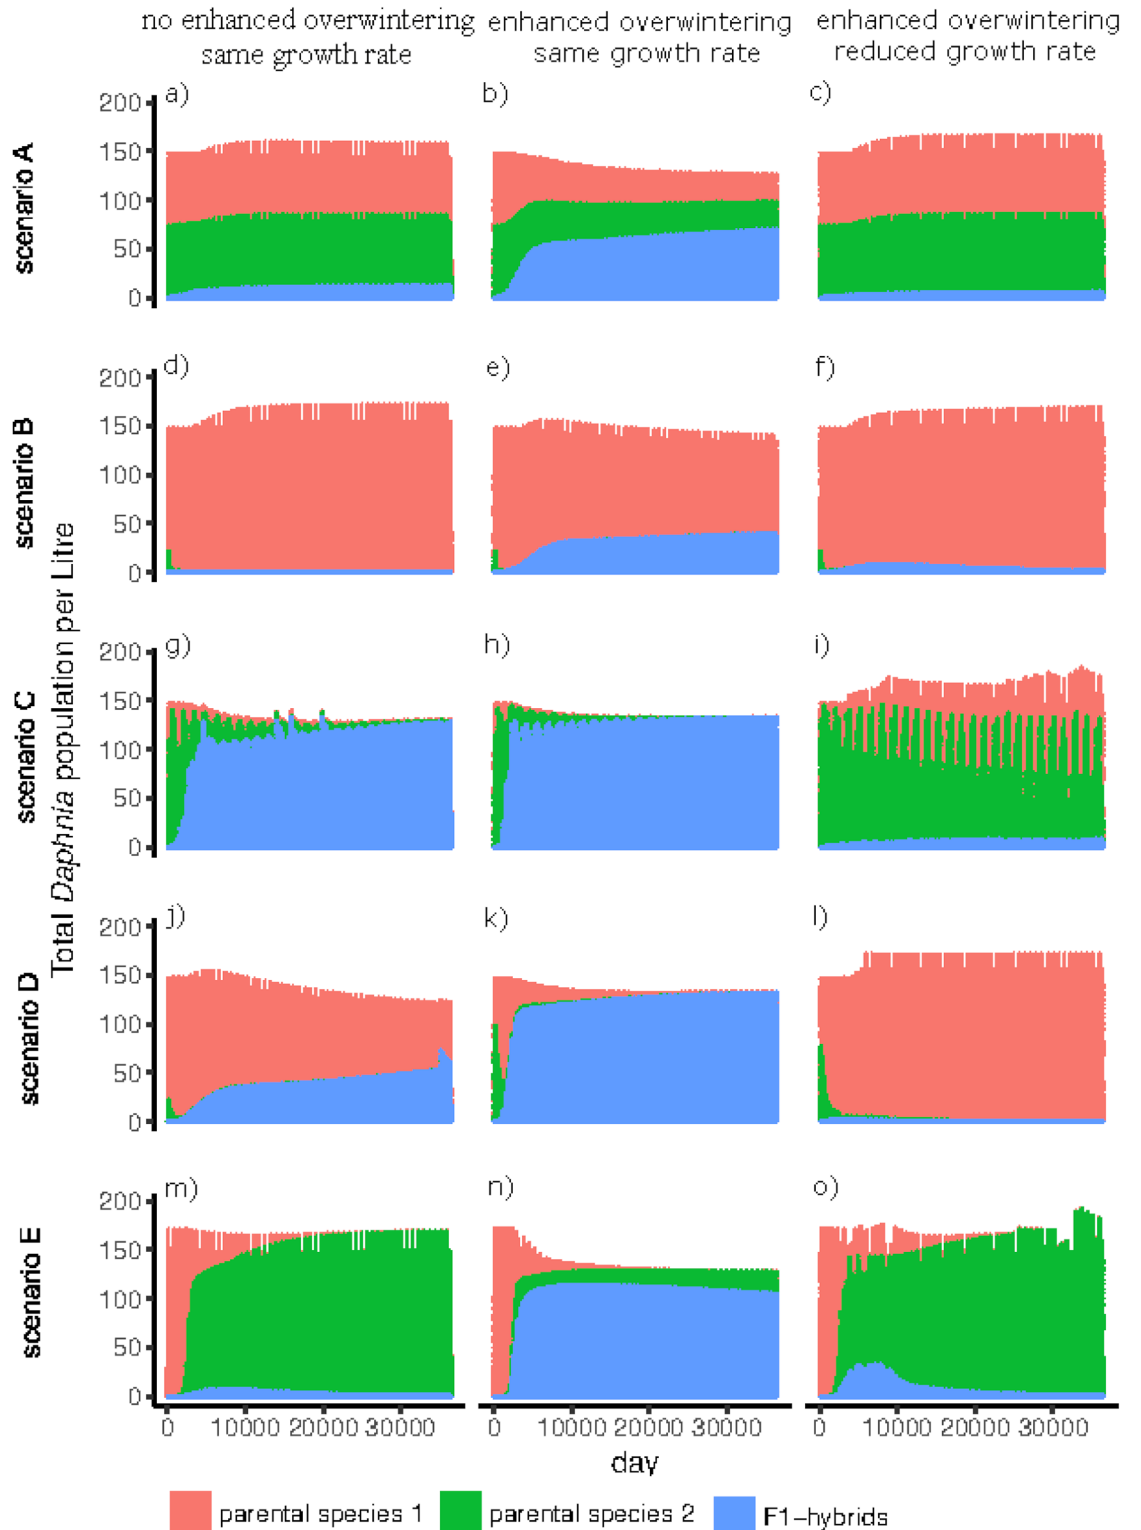 no enhanced overwintering
same growth rate
enhanced overwintering
same growth rate
enhanced overwintering
reduced growth rate
Total Daphnia population per Litre
scenario A
a)
b)
c)
200
150
100
50
0
scenario B
d)
e)
f)
200
150
100
50
0
scenario C
g)
h)
i)
200
150
100
50
0
scenario D
j)
k)
l)
200
150
100
50
0
scenario E
m)
n)
o)
200
150
100
50
0
0 10000 20000 30000
0 10000 20000 30000
0 10000 20000 30000
day
parental species 1
parental species 2
F1-hybrids